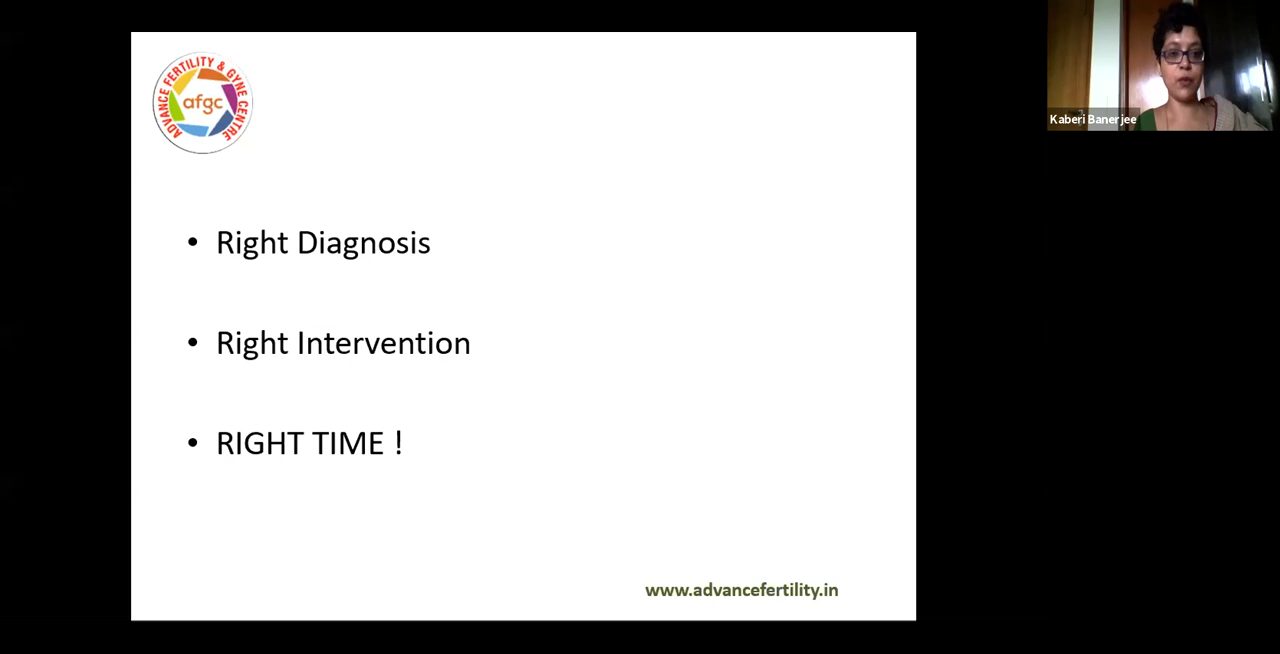 ADVANCE FERTILITY & GYNE CENTRE
afgc
Kaberi Banerjee
• Right Diagnosis
• Right Intervention
• RIGHT TIME !
www.advancefertility.in